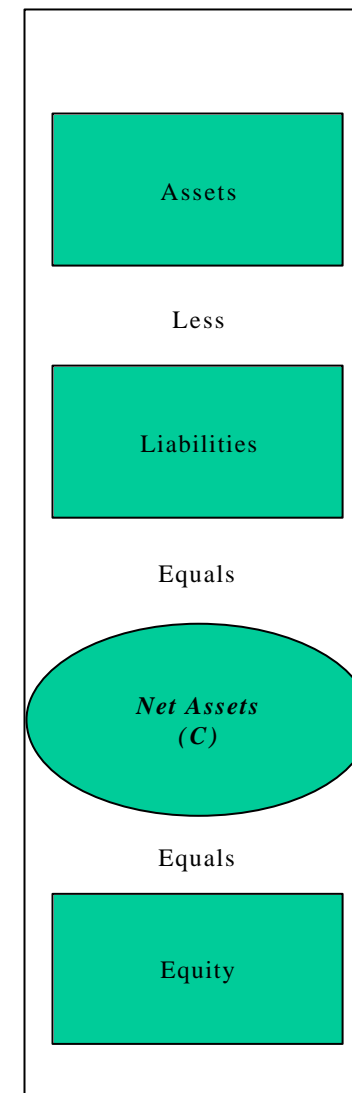 Assets
Less
Liabilities
Equals
Net Assets
(C)
Equals
Equity